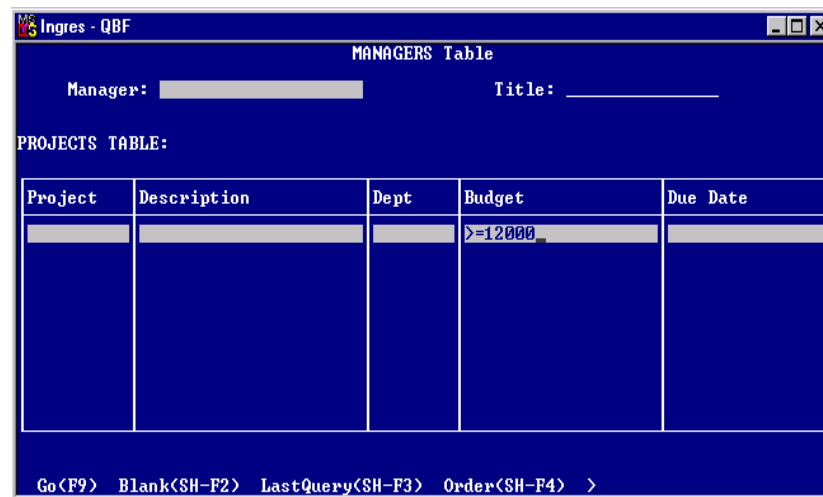 Ingres - QBF
MANAGERS Table
Manager: Title:
PROJECTS TABLE:
Project Description Dept Budget Due Date
>=12000_
Go(F9) Blank(SH-F2) LastQuery(SH-F3) Order(SH-F4) >